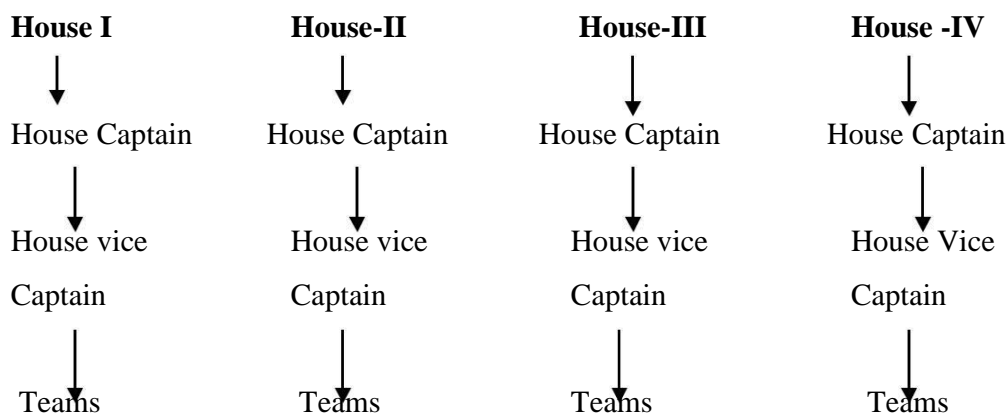 House I House-II House-III House -IV
House Captain House Captain House Captain House Captain
House vice House vice House vice House Vice
Captain Captain Captain Captain
Teams Teams Teams Teams